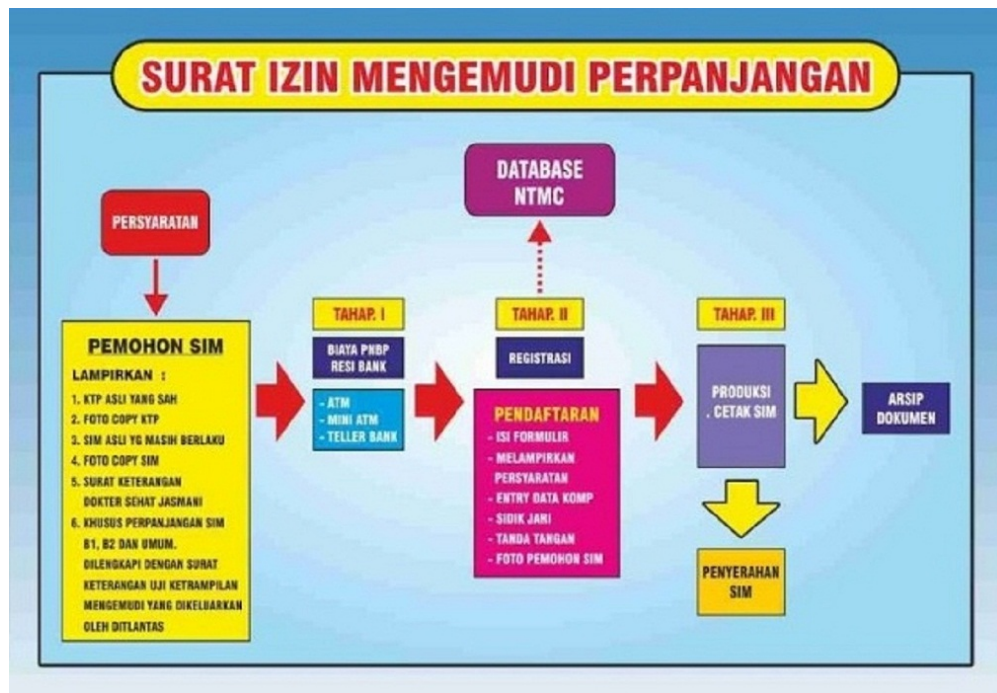 SURAT IZIN MENGEMUDI PERPANJANGAN
DATABASE
NTMC
PERSYARATAN
PEMOHON SIM
LAMPIRKAN :
1. KTP ASLI YANG SAH
2. FOTO COPY KTP
3. SIM ASLI YG MASIH BERLAKU
4. FOTO COPY SIM
5. SURAT KETERANGAN
DOKTER SEHAT JASMANI
6. KHUSUS PERPANJANGAN SIM
B1, B2 DAN UMUM.
DILENGKAPI DENGAN SURAT
KETERANGAN UJI KETRAMPILAN
MENGEMUDI YANG DIKELUARKAN
OLEH DITLANTAS
TAHAP. I
BIAYA PNBP
RESI BANK
- ATM
- MINI ATM
- TELLER BANK
TAHAP. II
REGISTRASI
PENDAFTARAN
- ISI FORMULIR
- MELAMPIRKAN
PERSYARATAN
- ENTRY DATA KOMP
- SIDIK JARI
- TANDA TANGAN
- FOTO PEMOHON SIM
TAHAP. III
PRODUKSI
. CETAK SIM
PENYERAHAN
SIM
ARSIP
DOKUMEN